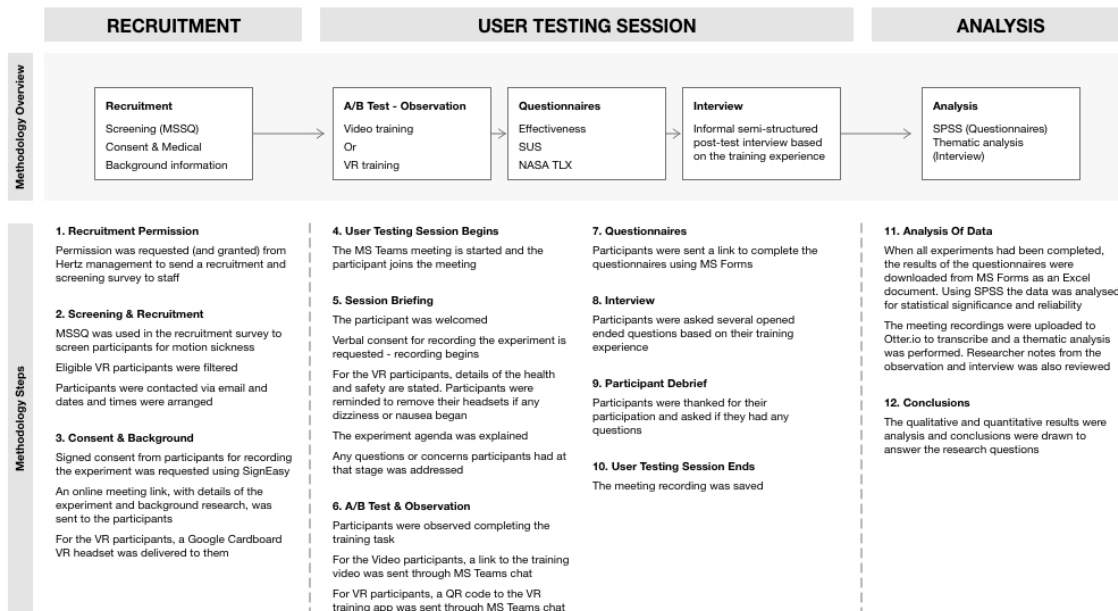 RECRUITMENT
USER TESTING SESSION
ANALYSIS
Methodology Overview
Recruitment
Screening (MSSQ)
Consent & Medical
Background information
A/B Test - Observation
Video training
Or
VR training
Questionnaires
Effectiveness
SUS
NASA TLX
Interview
Informal semi-structured
post-test interview based
on the training experience
Analysis
SPSS (Questionnaires)
Thematic analysis
(Interview)
Methodology Steps
1. Recruitment Permission
Permission was requested (and granted) from
Hertz management to send a recruitment and
screening survey to staff
2. Screening & Recruitment
MSSQ was used in the recruitment survey to
screen participants for motion sickness
Eligible VR participants were filtered
Participants were contacted via email and
dates and times were arranged
3. Consent & Background
Signed consent from participants for recording
the experiment was requested using SignEasy
An online meeting link, with details of the
experiment and background research, was
sent to the participants
For the VR participants, a Google Cardboard
VR headset was delivered to them
4. User Testing Session Begins
The MS Teams meeting is started and the
participant joins the meeting
5. Session Briefing
The participant was welcomed
Verbal consent for recording the experiment is
requested - recording begins
For the VR participants, details of the health
and safety are stated. Participants were
reminded to remove their headsets if any
dizziness or nausea began
The experiment agenda was explained
Any questions or concerns participants had at
that stage was addressed
6. A/B Test & Observation
Participants were observed completing the
training task
For the Video participants, a link to the training
video was sent through MS Teams chat
For VR participants, a QR code to the VR
training app was sent through MS Teams chat
7. Questionnaires
Participants were sent a link to complete the
questionnaires using MS Forms
8. Interview
Participants were asked several opened
ended questions based on their training
experience
9. Participant Debrief
Participants were thanked for their
participation and asked if they had any
questions
10. User Testing Session Ends
The meeting recording was saved
11. Analysis Of Data
When all experiments had been completed,
the results of the questionnaires were
downloaded from MS Forms as an Excel
document. Using SPSS the data was analysed
for statistical significance and reliability
The meeting recordings were uploaded to
Otter.io to transcribe and a thematic analysis
was performed. Researcher notes from the
observation and interview was also reviewed
12. Conclusions
The qualitative and quantitative results were
analysis and conclusions were drawn to
answer the research questions